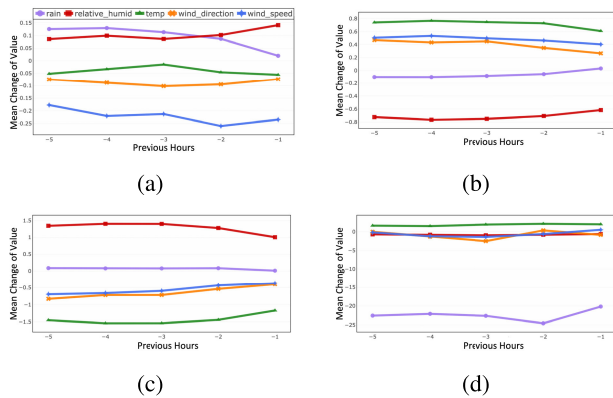 rain relative_humid temp wind_direction wind_speed
Mean Change of Value
0.15
0.1
0.05
0
0.05
0.1
0.15
0.2
0.25
−5 −4 −3 −2 −1
Previous Hours
(a)
Mean Change of Value
0.8
0.6
0.4
0.2
0
−0.2
−0.4
−0.6
−0.8
−5 −4 −3 −2 −1
Previous Hours
(b)
Mean Change of Value
1.5
1
0.5
0
−0.5
−1
−1.5
−5 −4 −3 −2 −1
Previous Hours
(c)
Mean Change of Value
0
−5
−10
−15
−20
−25
−5 −4 −3 −2 −1
Previous Hours
(d)